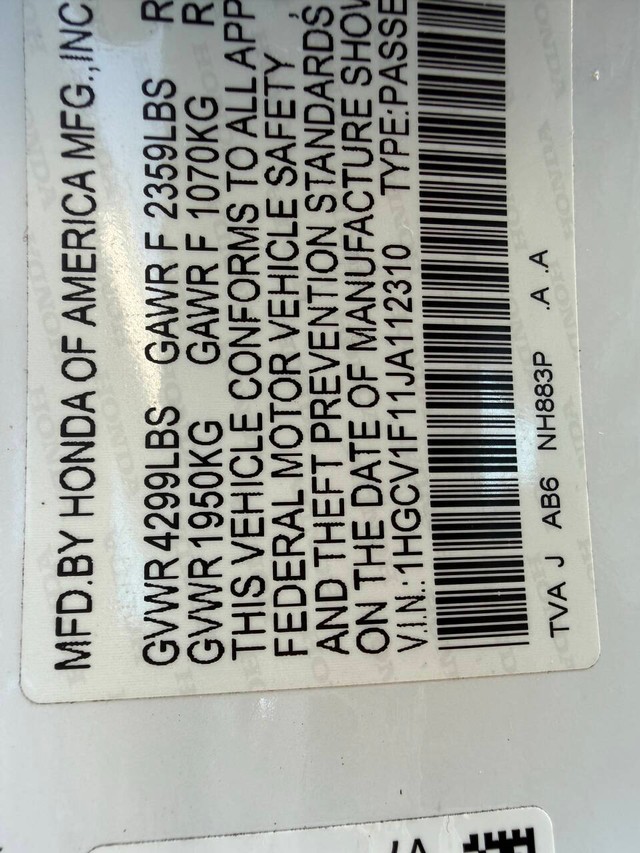 MFD.BY HONDA OF AMERICA MFG.,INC.
GVWR 4299LBS GAWR F 2359LBS R
GVWR 1950KG GAWR F 1070KG R
THIS VEHICLE CONFORMS TO ALL APP
FEDERAL MOTOR VEHICLE SAFETY ,
AND THEFT PREVENTION STANDARDS
ON THE DATE OF MANUFACTURE SHOW
V.I.N.:1HGCV1F11JA112310 TYPE:PASSE
TVA J AB6 NH883P .A .A